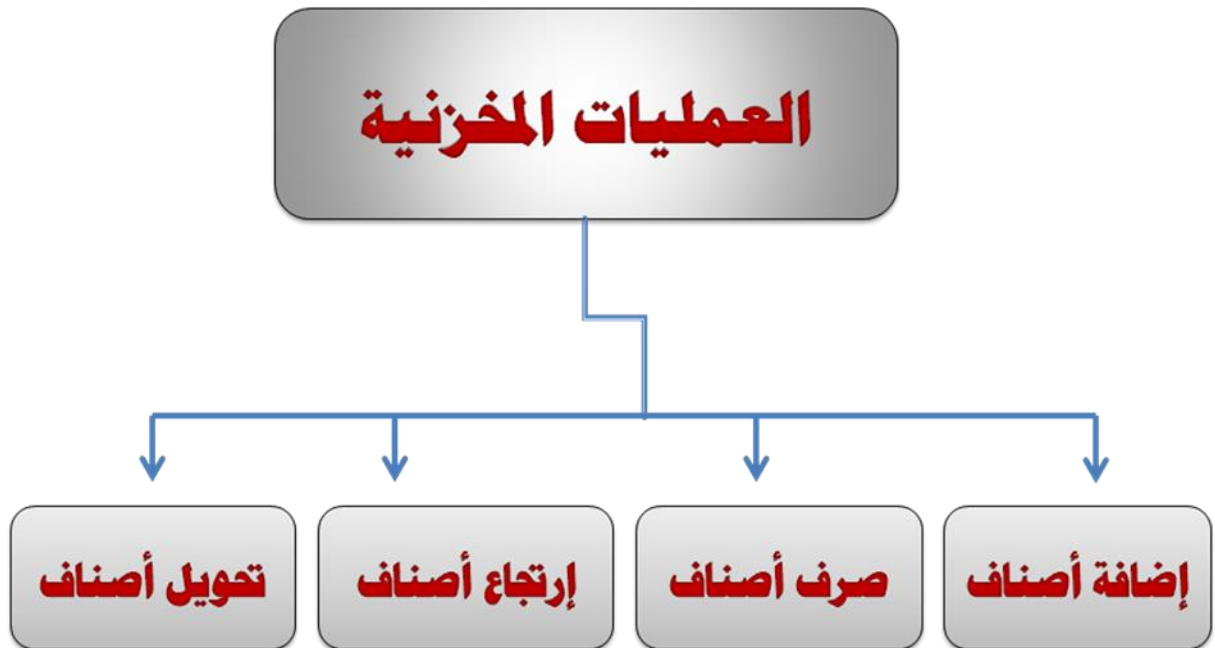 العمليات المخزنية
إضافة أصناف
صرف أصناف
إرتجاع أصناف
تحويل أصناف